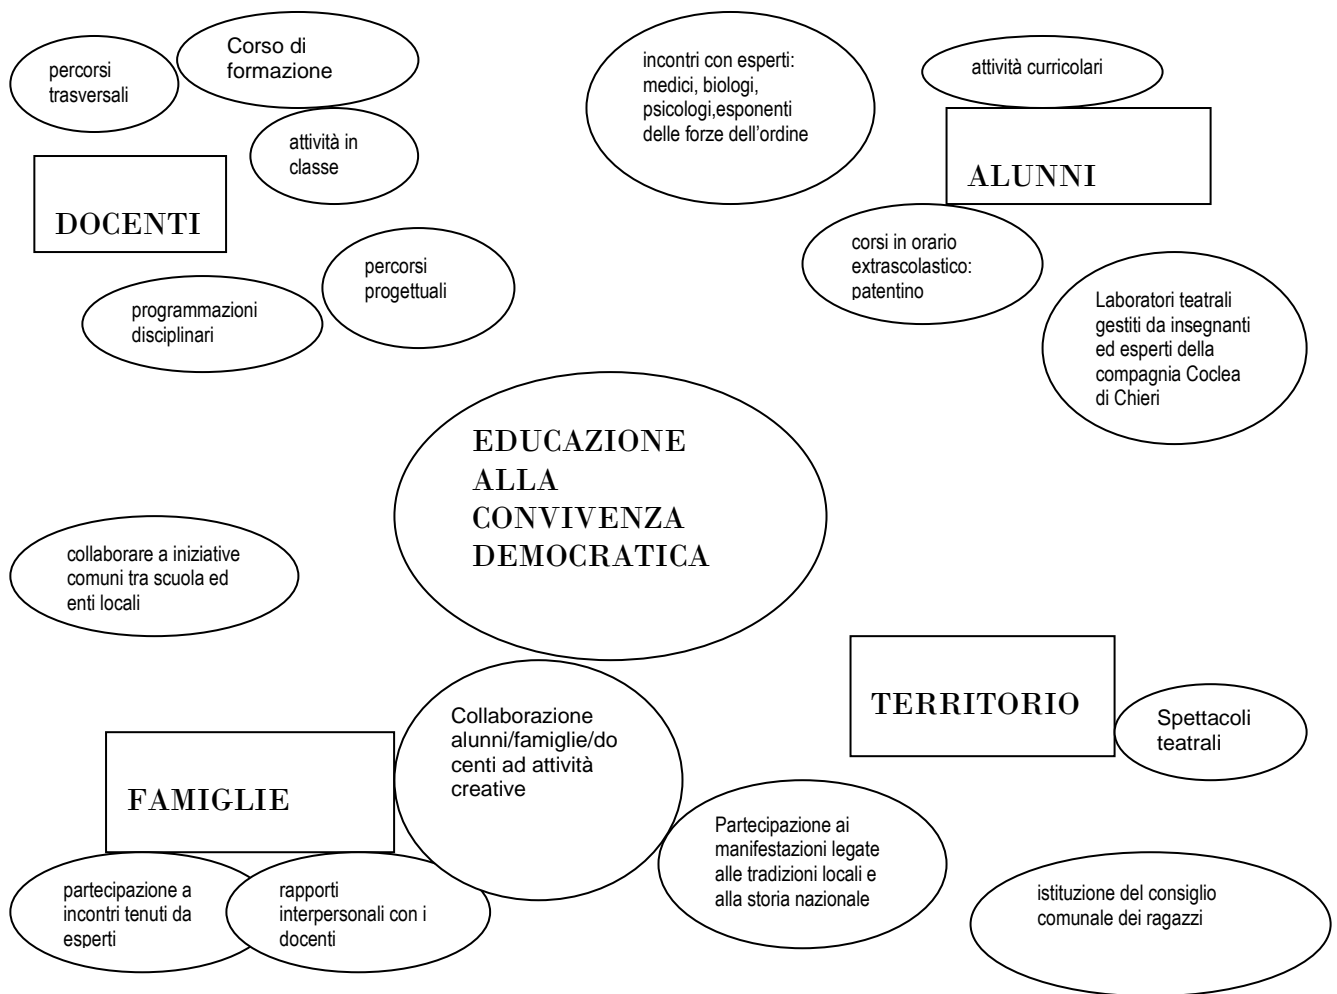 percorsi
trasversali
Corso di
formazione
attività in
classe
DOCENTI
percorsi
progettuali
programmazioni
disciplinari
incontri con esperti:
medici, biologi,
psicologi,esponenti
delle forze dell'ordine
attività curricolari
ALUNNI
corsi in orario
extrascolastico:
patentino
Laboratori teatrali
gestiti da insegnanti
ed esperti della
compagnia Coclea
di Chieri
EDUCAZIONE
ALLA
CONVIVENZA
DEMOCRATICA
collaborare a iniziative
comuni tra scuola ed
enti locali
TERRITORIO
Spettacoli
teatrali
Collaborazione
alunni/famiglie/do
centi ad attività
creative
FAMIGLIE
Partecipazione ai
manifestazioni legate
alle tradizioni locali e
alla storia nazionale
partecipazione a
incontri tenuti da
esperti
rapporti
interpersonali con i
docenti
istituzione del consiglio
comunale dei ragazzi